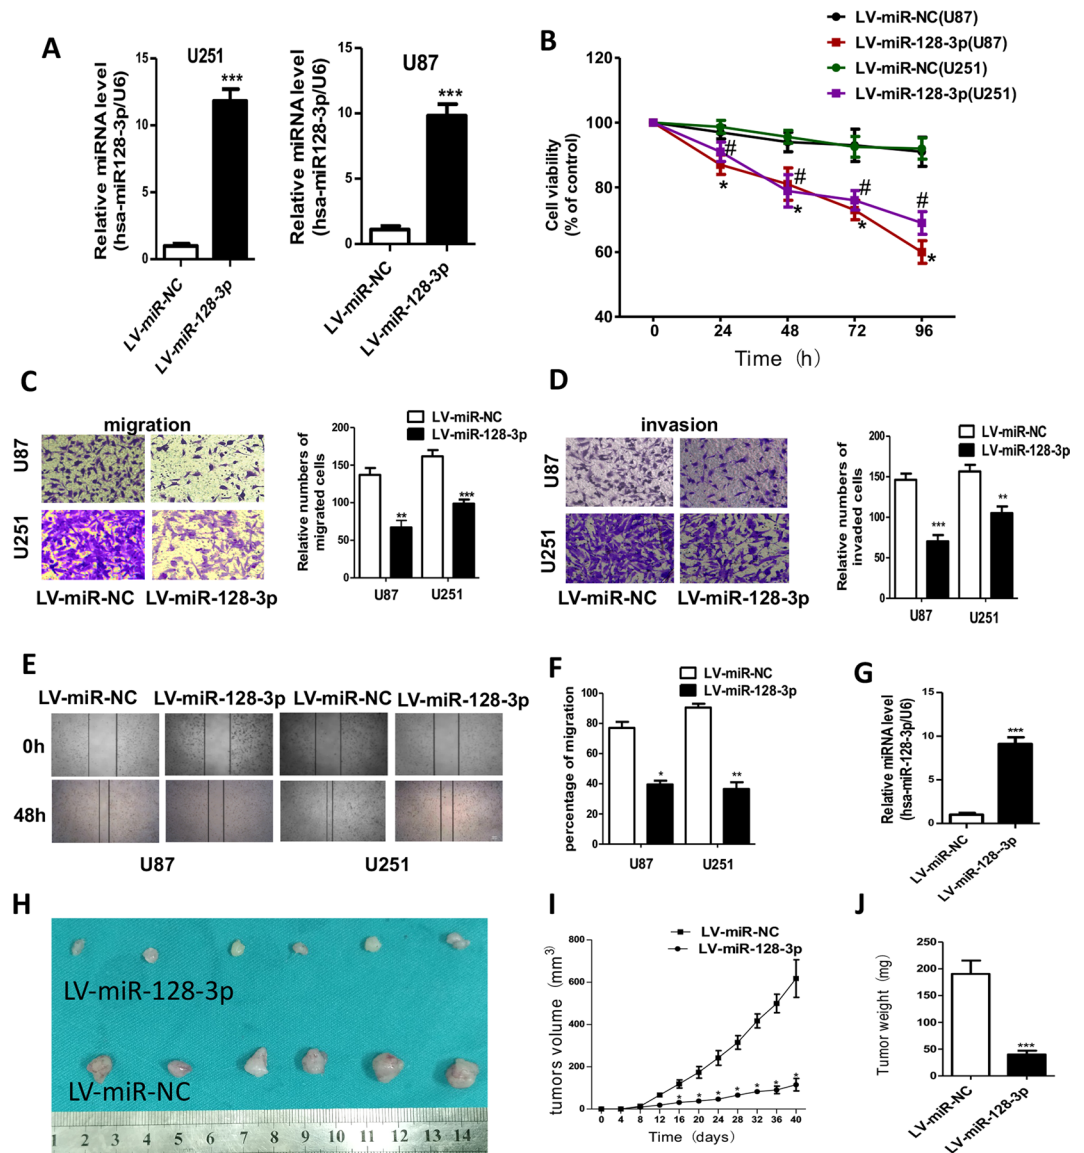 A
U251
Relative miRNA level
(hsa-miR128-3p/U6)
15
10
5
0
***
LV-miR-NC
LV-miR-128-3p
U87
Relative miRNA level
(hsa-miR128-3p/U6)
15
10
5
0
***
LV-miR-NC
LV-miR-128-3p
B
LV-miR-NC(U87)
LV-miR-128-3p(U87)
LV-miR-NC(U251)
LV-miR-128-3p(U251)
Cell viability
(% of control)
120
100
80
60
40
# # # #
* * * *
0 24 48 72 96
Time (h)
C
migration
U87
U251
LV-miR-NC LV-miR-128-3p
LV-miR-NC
LV-miR-128-3p
Relative numbers of
migrated cells
200
150
100
50
0
** ***
U87 U251
D
invasion
U87
U251
LV-miR-NC LV-miR-128-3p
LV-miR-NC
LV-miR-128-3p
Relative numbers of
invaded cells
200
150
100
50
0
*** **
U87 U251
E
LV-miR-NC LV-miR-128-3p LV-miR-NC LV-miR-128-3p
0h
48h
U87 U251
F
LV-miR-NC
LV-miR-128-3p
percentage of migration
100
80
60
40
20
0
* **
U87 U251
G
Relative miRNA level
(hsa-miR-128-3p/U6)
15
10
5
0
***
LV-miR-NC
LV-miR-128--3p
H
LV-miR-128-3p
LV-miR-NC
1 2 3 4 5 6 7 8 9 10 11 12 13 14
I
LV-miR-NC
LV-miR-128-3p
tumors volume (mm3)
800
600
400
200
0
* * * * * * *
0 4 8 12 16 20 24 28 32 36 40
Time (days)
J
Tumor weight (mg)
250
200
150
100
50
0
***
LV-miR-NC
LV-miR-128-3p